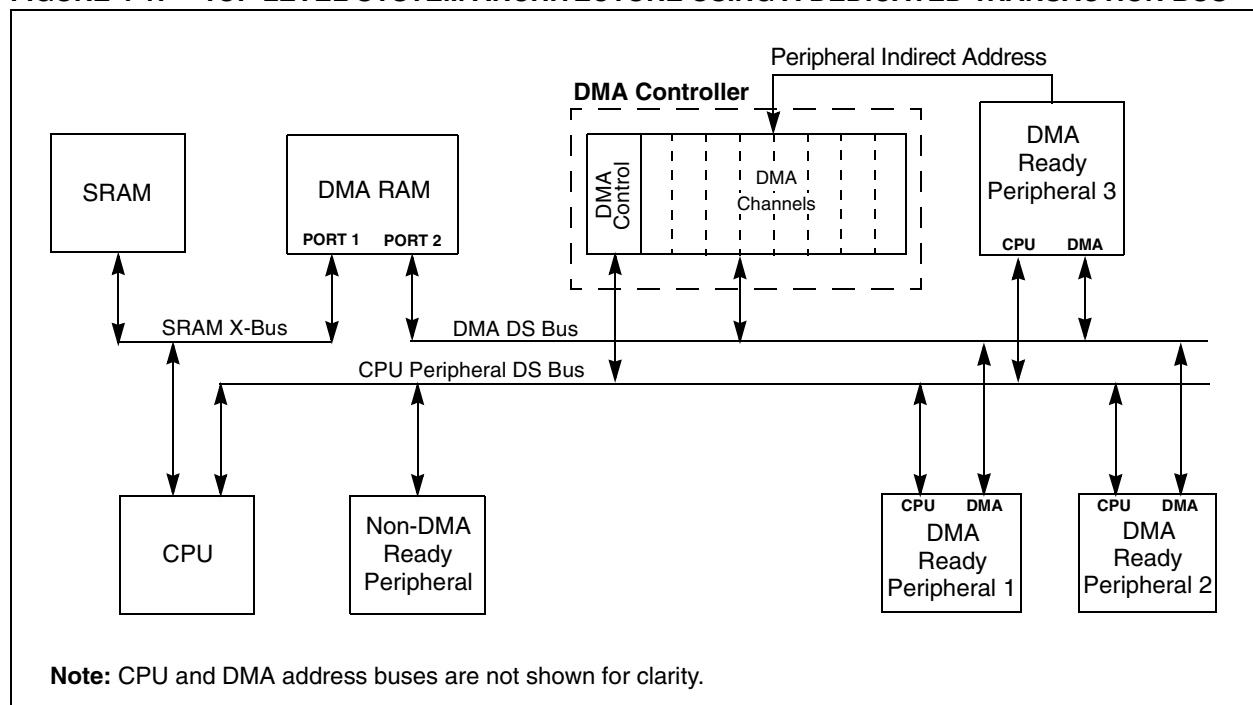 Peripheral Indirect Address
DMA Controller
SRAM
DMA RAM
PORT 1 PORT 2
DMA
Control
DMA
Channels
DMA
Ready
Peripheral 3
CPU DMA
SRAM X-Bus
DMA DS Bus
CPU Peripheral DS Bus
CPU
Non-DMA
Ready
Peripheral
CPU DMA
DMA
Ready
Peripheral 1
CPU DMA
DMA
Ready
Peripheral 2
Note: CPU and DMA address buses are not shown for clarity.